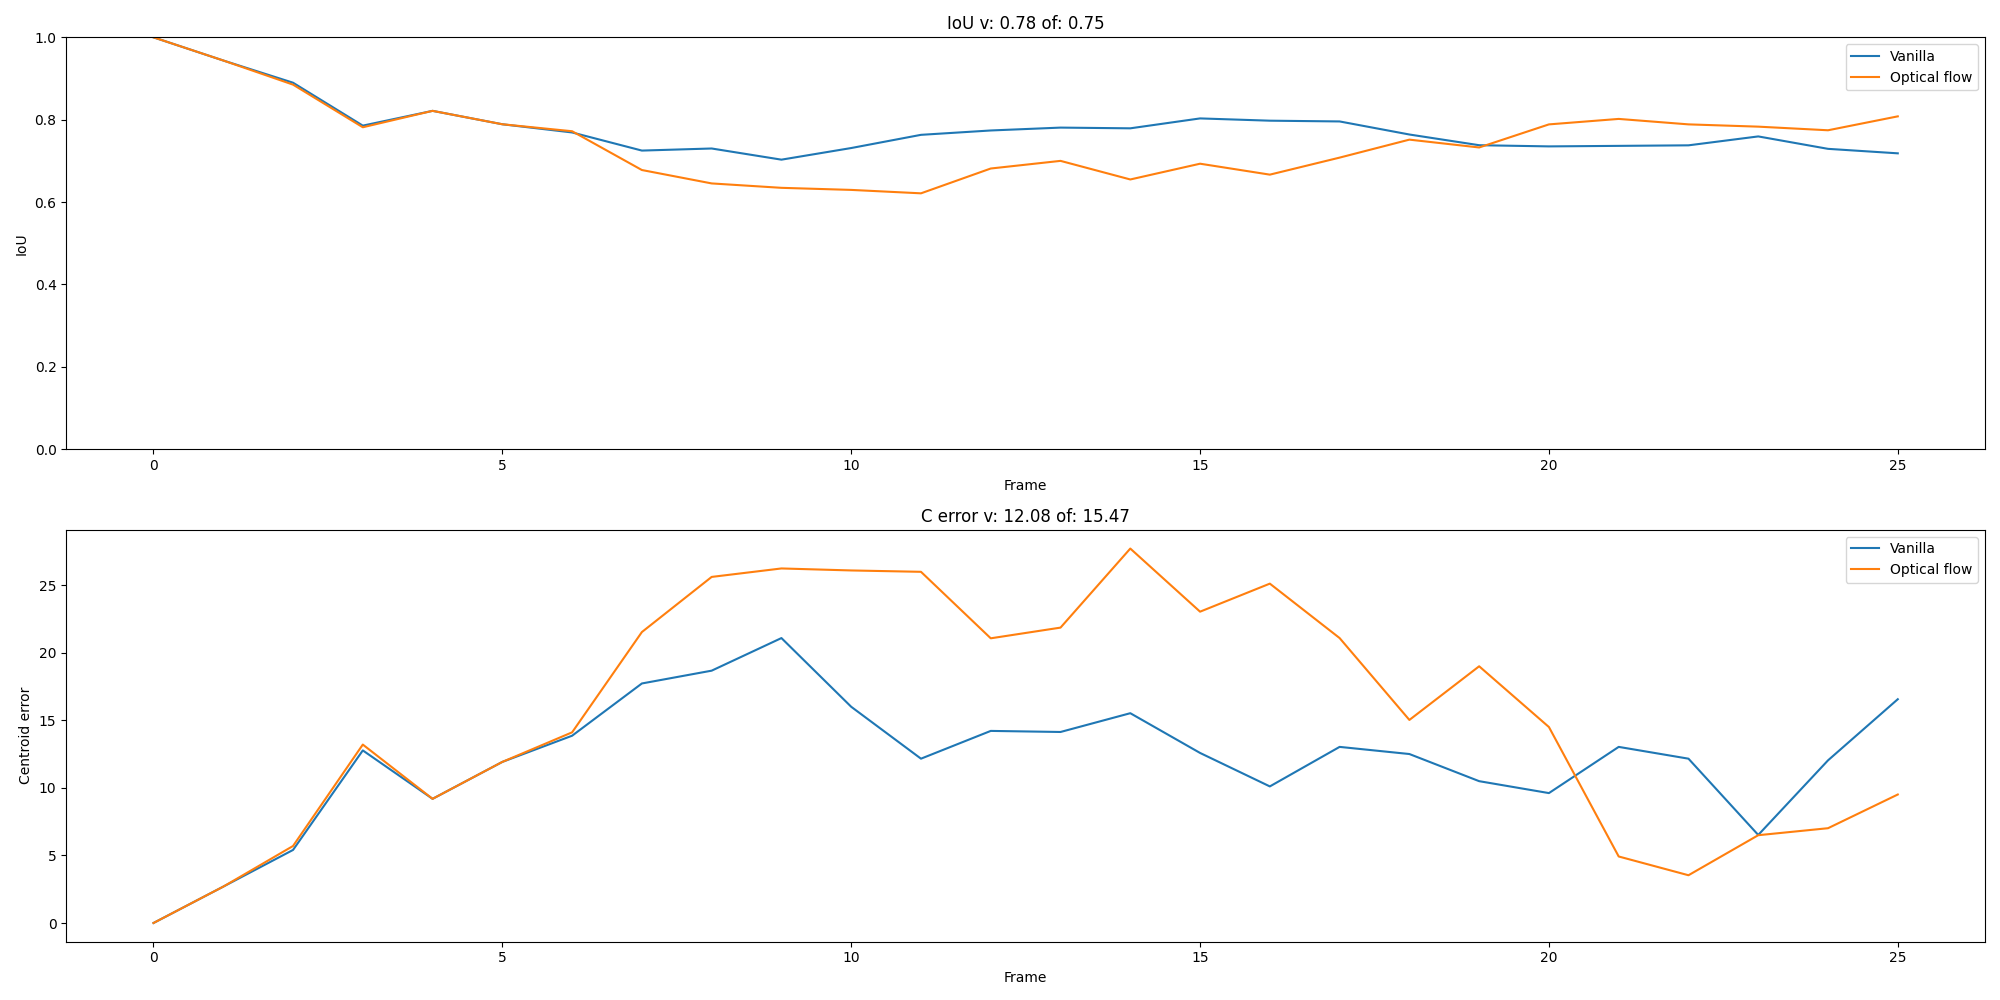 IoU v: 0.78 of: 0.75
1.0
0.8
0.6
0.4
0.2
0.0
IoU
Vanilla
Optical flow
0 5 10 15 20 25
Frame
C error v: 12.08 of: 15.47
25
20
15
10
5
0
Centroid error
Vanilla
Optical flow
0 5 10 15 20 25
Frame